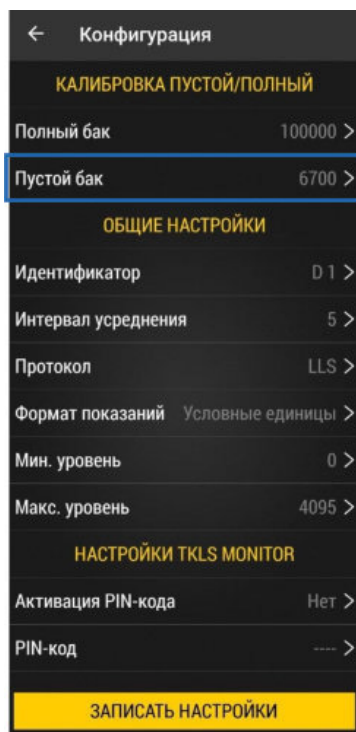 ← Конфигурация
КАЛИБРОВКА ПУСТОЙ/ПОЛНЫЙ
Полный бак 100000 >
Пустой бак 6700 >
ОБЩИЕ НАСТРОЙКИ
Идентификатор D 1 >
Интервал усреднения 5 >
Протокол LLS >
Формат показаний Условные единицы >
Мин. уровень 0 >
Макс. уровень 4095 >
НАСТРОЙКИ TKLS MONITOR
Активация PIN-кода Нет >
PIN-код ---- >
ЗАПИСАТЬ НАСТРОЙКИ